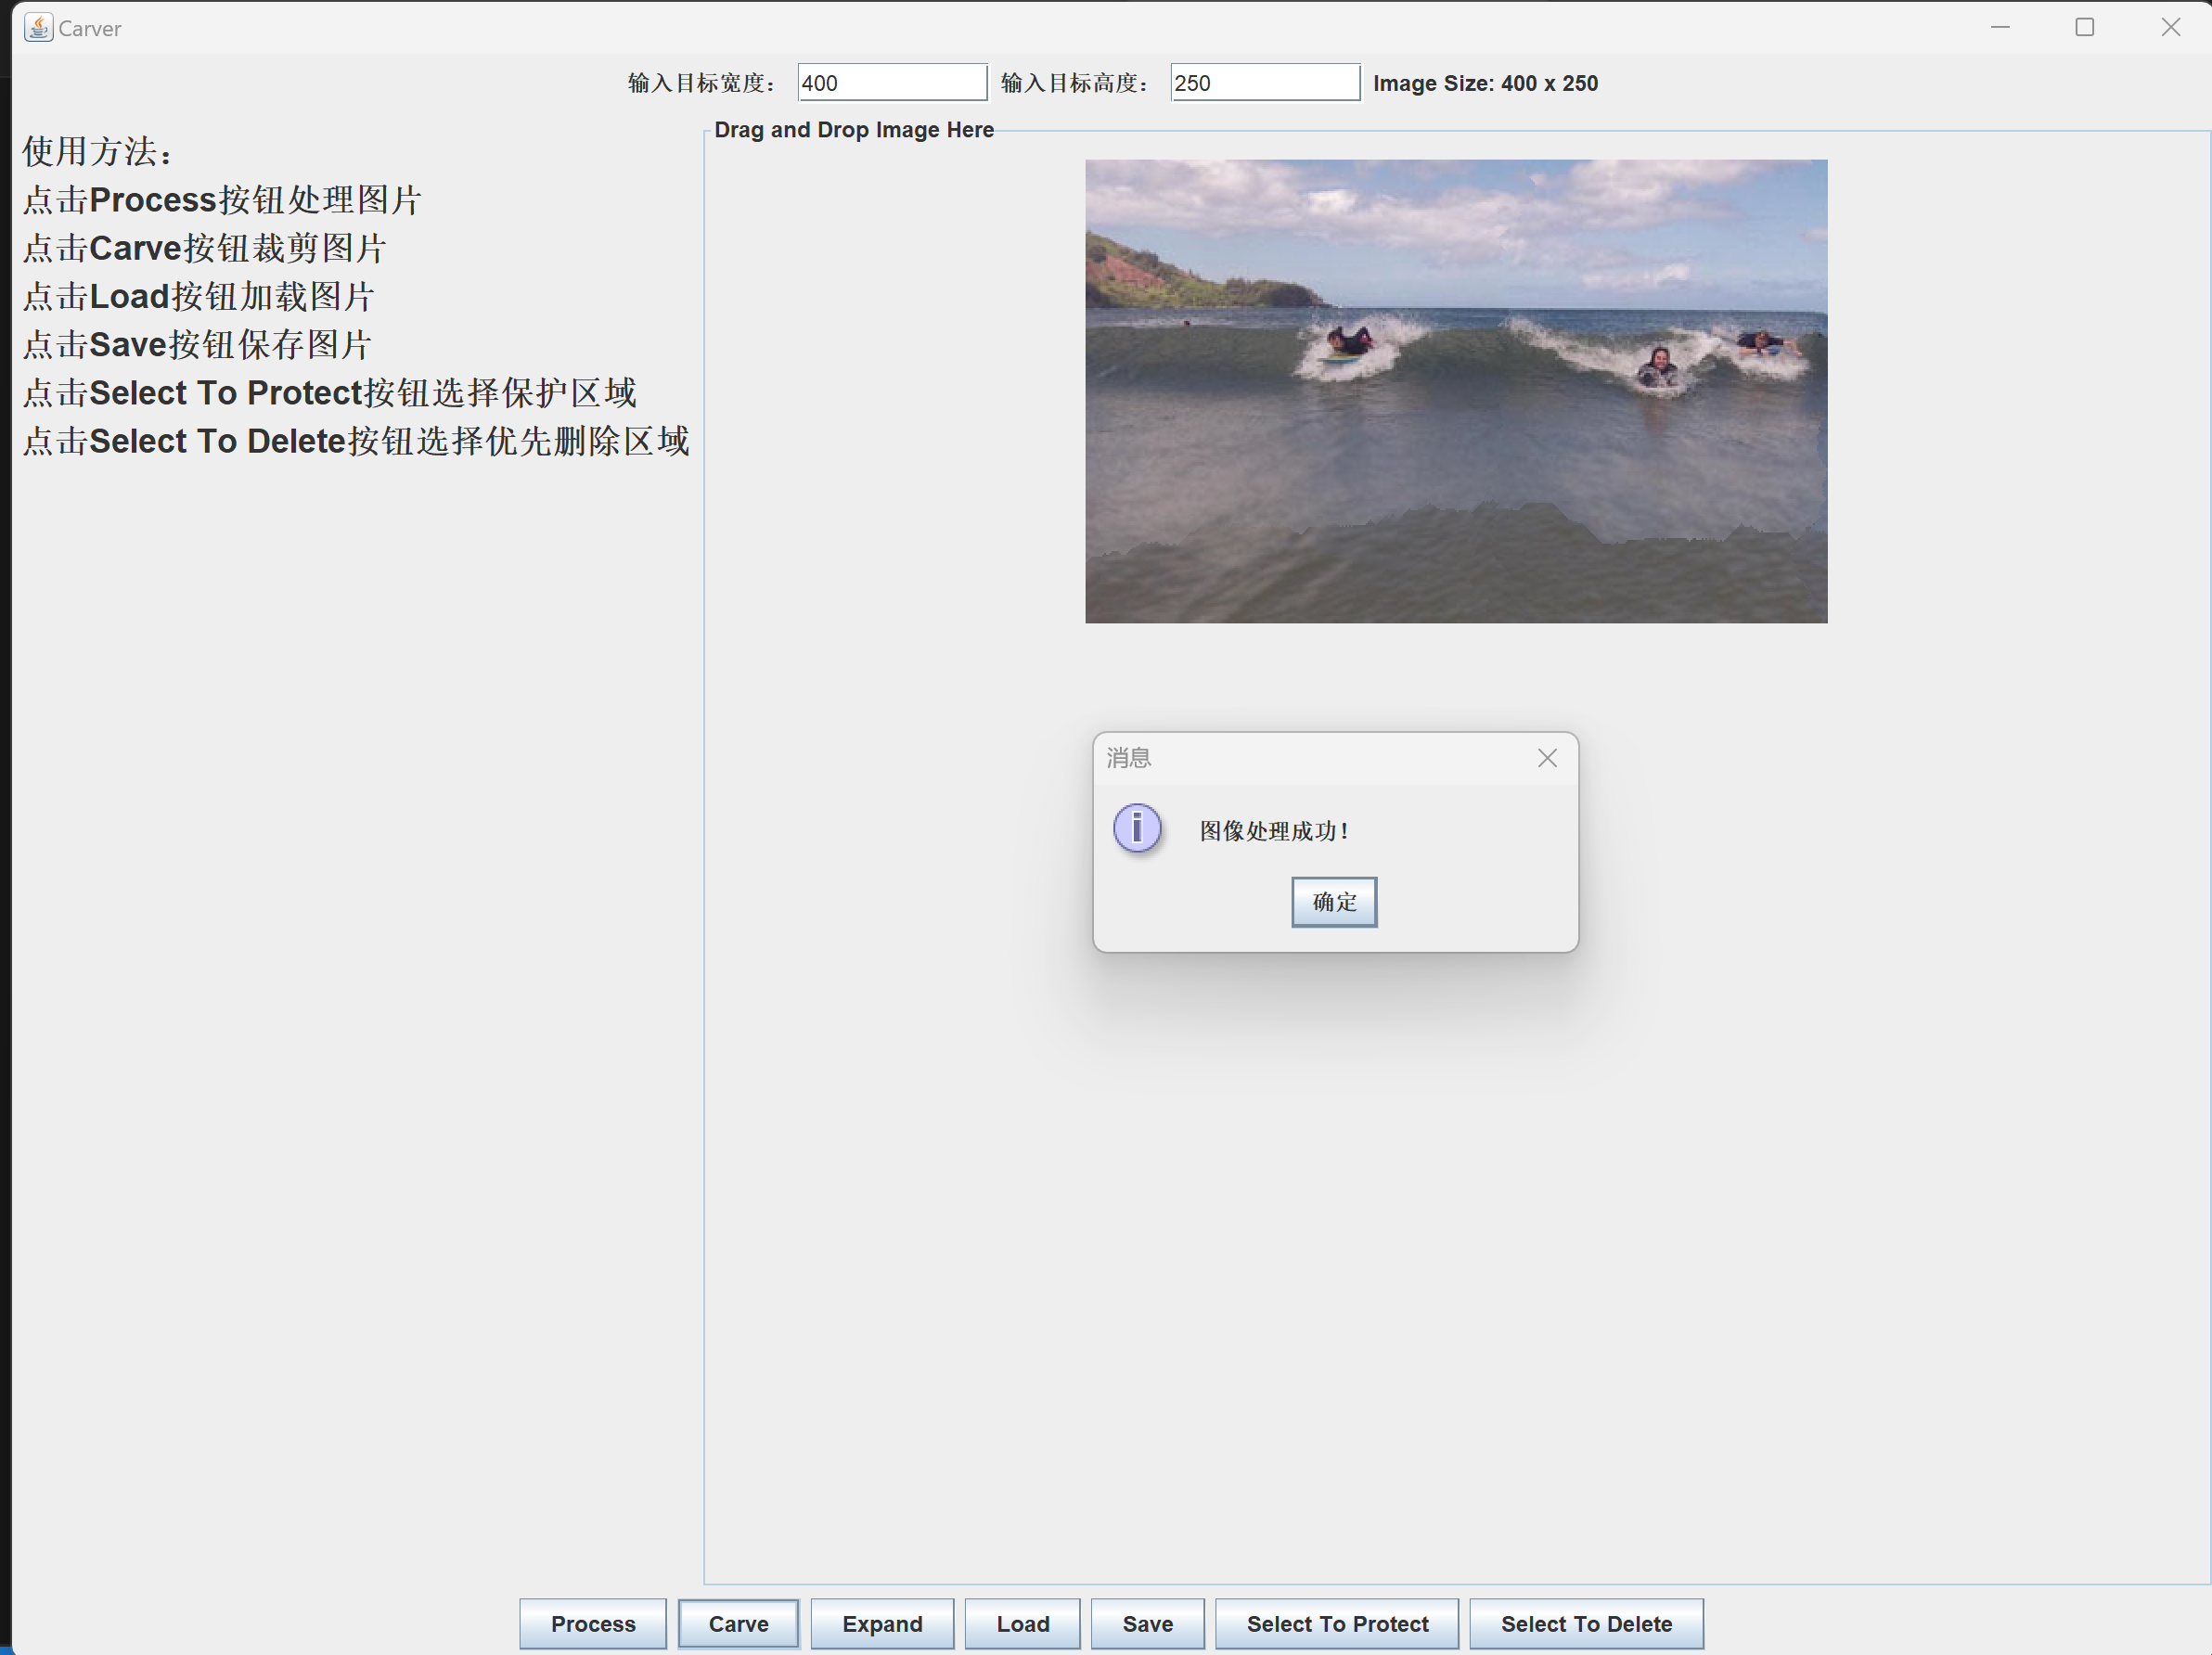 Carver
输入目标宽度： 400 输入目标高度： 250 Image Size: 400 x 250
Drag and Drop Image Here
使用方法：
点击Process按钮处理图片
点击Carve按钮裁剪图片
点击Load按钮加载图片
点击Save按钮保存图片
点击Select To Protect按钮选择保护区域
点击Select To Delete按钮选择优先删除区域
消息
图像处理成功！
确定
Process Carve Expand Load Save Select To Protect Select To Delete